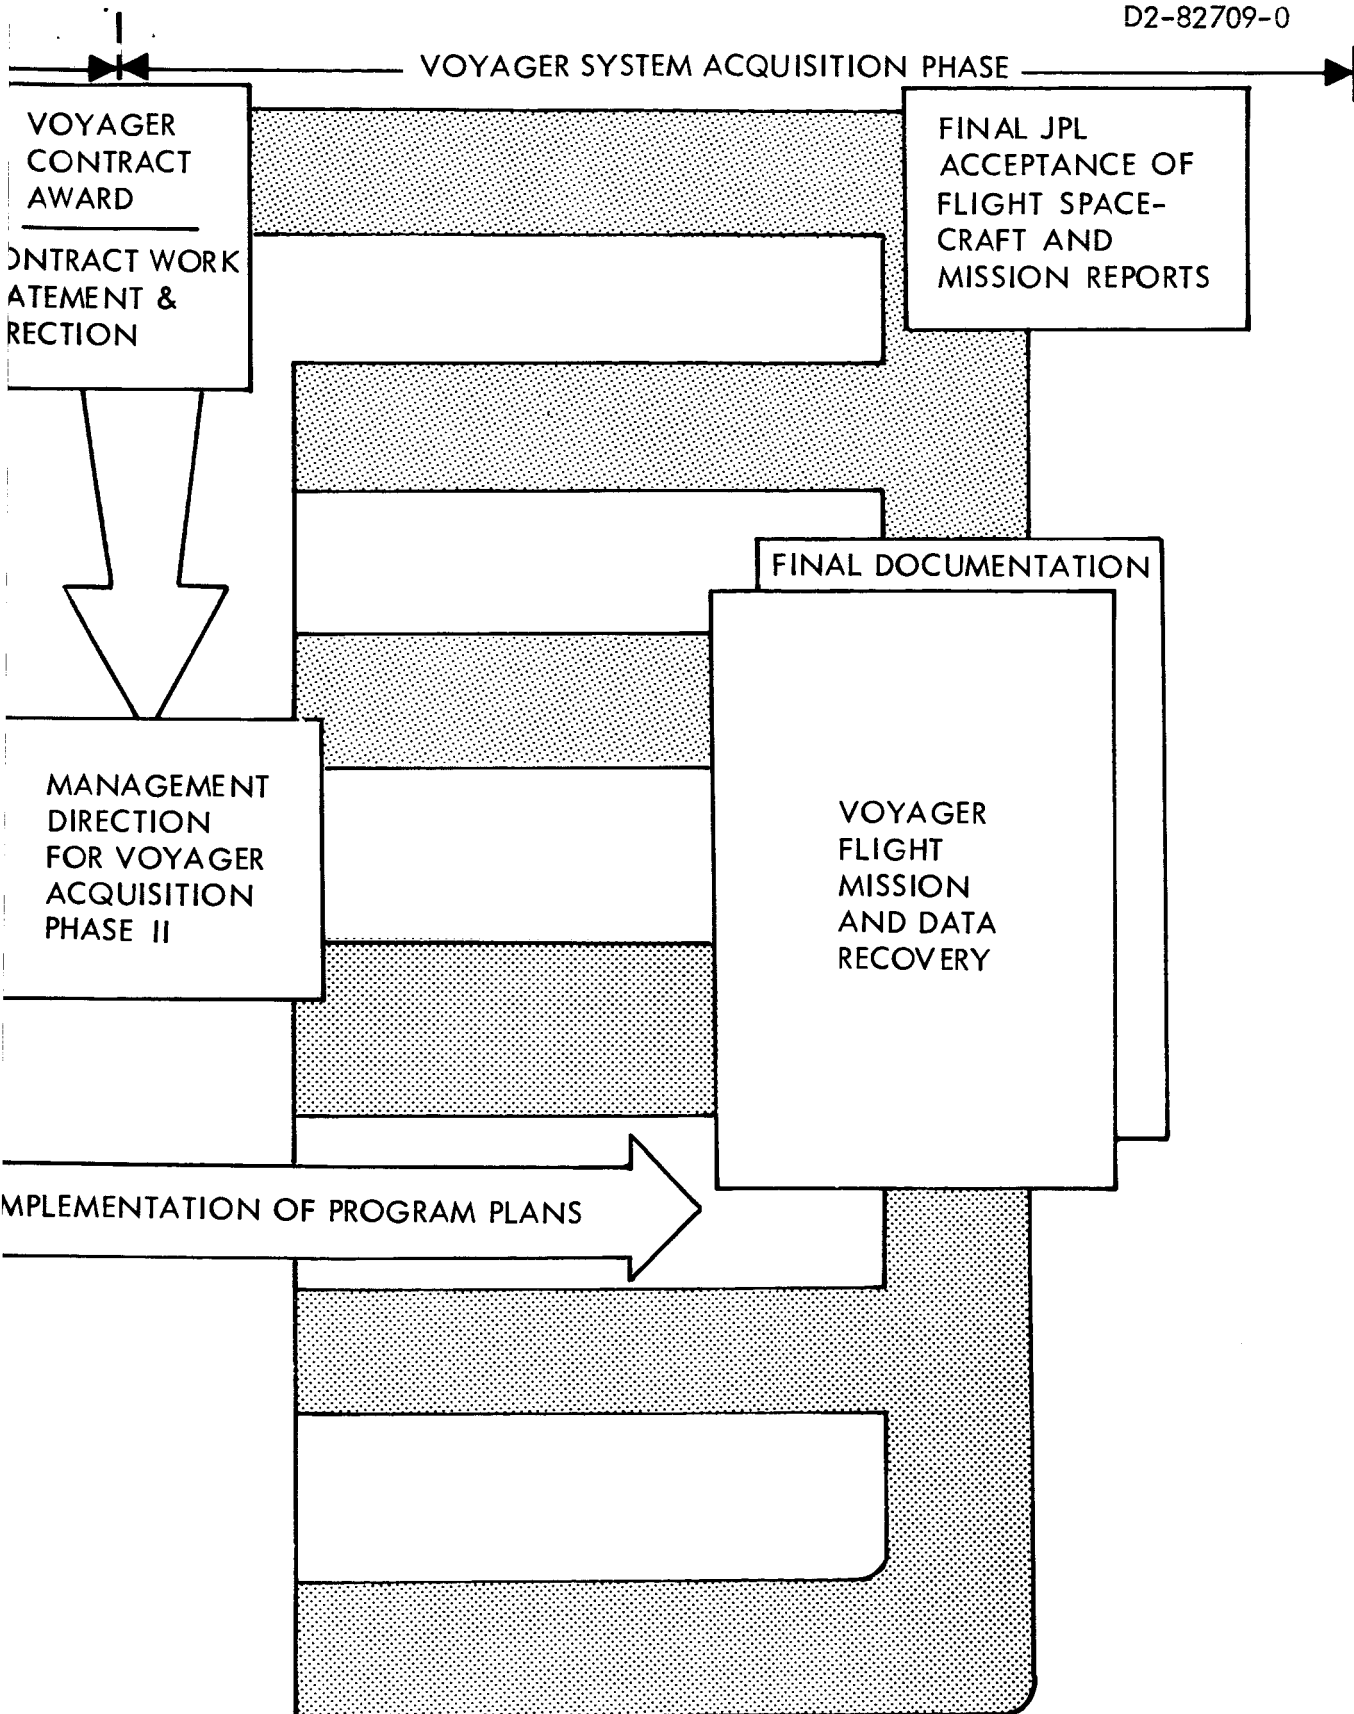 D2-82709-0
VOYAGER SYSTEM ACQUISITION PHASE
VOYAGER
CONTRACT
AWARD
ONTRACT WORK
ATEMENT &
RECTION
FINAL JPL
ACCEPTANCE OF
FLIGHT SPACE-
CRAFT AND
MISSION REPORTS
FINAL DOCUMENTATION
MANAGEMENT
DIRECTION
FOR VOYAGER
ACQUISITION
PHASE II
VOYAGER
FLIGHT
MISSION
AND DATA
RECOVERY
MPLEMENTATION OF PROGRAM PLANS